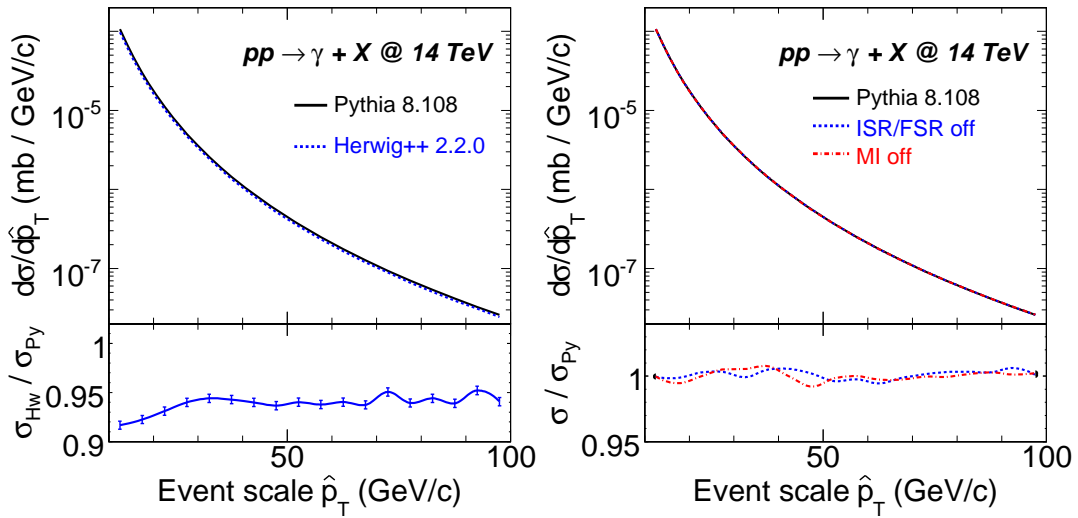 pp → γ + X @ 14 TeV
Pythia 8.108
Herwig++ 2.2.0
10^-5
10^-7
dσ/dp̂_T (mb / GeV/c)
1
0.95
0.9
σ_Hw / σ_Py
50
100
Event scale p̂_T (GeV/c)
pp → γ + X @ 14 TeV
Pythia 8.108
ISR/FSR off
MI off
10^-5
10^-7
dσ/dp̂_T (mb / GeV/c)
1
0.95
σ / σ_Py
50
100
Event scale p̂_T (GeV/c)